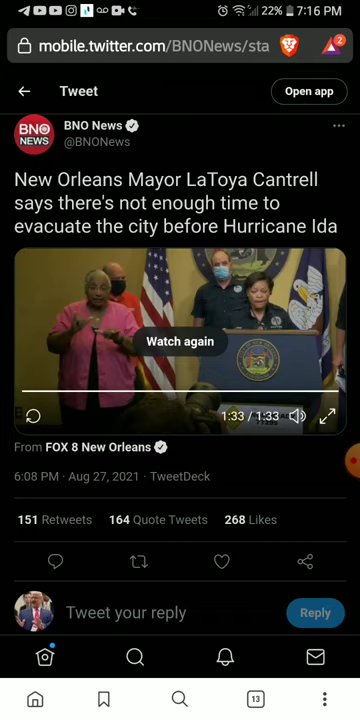 22% 7:16 PM
mobile.twitter.com/BNONews/sta
2
Tweet
Open app
BNO NEWS
BNO News
@BNONews
New Orleans Mayor LaToya Cantrell
says there's not enough time to
evacuate the city before Hurricane Ida
Watch again
1:33 / 1:33
From FOX 8 New Orleans
6:08 PM · Aug 27, 2021 · TweetDeck
151 Retweets 164 Quote Tweets 268 Likes
Tweet your reply
Reply
13